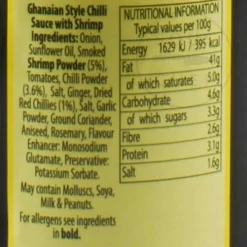 Ghanaian Style Chilli
Sauce with Shrimp
Ingredients: Onion,
Sunflower Oil, Smoked
Shrimp Powder (5%),
Tomatoes, Chilli Powder
(3.6%), Salt, Ginger, Dried
Red Chillies (1%), Salt, Garlic
Powder, Ground Coriander,
Aniseed, Rosemary, Flavour
Enhancer: Monosodium
Glutamate, Preservative:
Potassium Sorbate.
May contain Molluscs, Soya,
Milk & Peanuts.
For allergens see ingredients
in bold.
NUTRITIONAL INFORMATION
Typical values per 100g
Energy 1629 kJ / 395 kcal
Fat 41g
of which saturates 5.0g
Carbohydrate 4.6g
of which sugars 3.3g
Fibre 2.6g
Protein 3.1g
Salt 1.6g